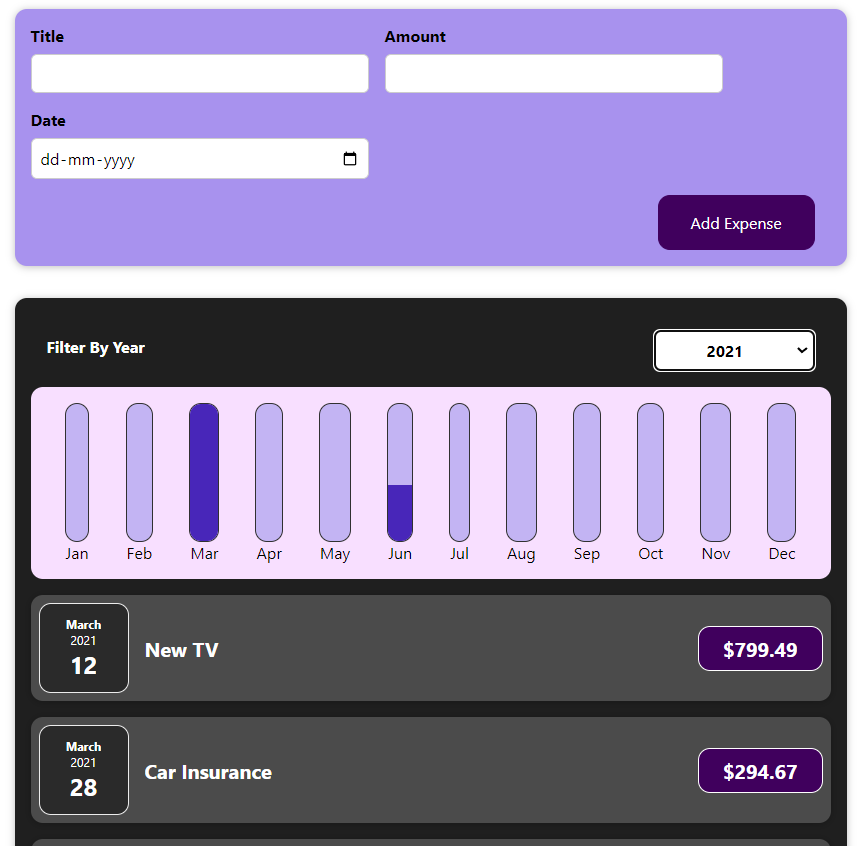 Title Amount
Date
dd-mm-yyyy
Add Expense
Filter By Year 2021
Jan Feb Mar Apr May Jun Jul Aug Sep Oct Nov Dec
March
2021
12
New TV
$799.49
March
2021
28
Car Insurance
$294.67